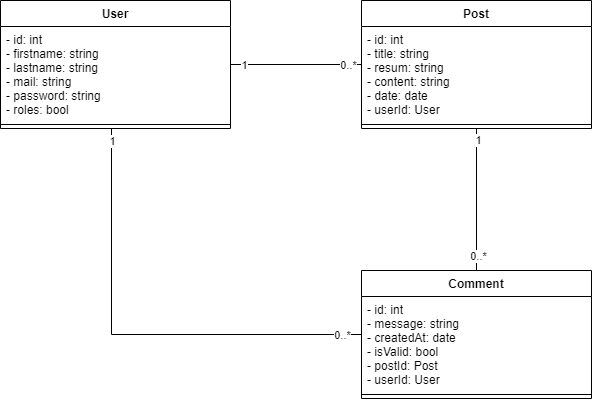 User
- id: int
- firstname: string
- lastname: string
- mail: string
- password: string
- roles: bool
1
0..*
Post
- id: int
- title: string
- resum: string
- content: string
- date: date
- userId: User
1
1
0..*
0..*
Comment
- id: int
- message: string
- createdAt: date
- isValid: bool
- postId: Post
- userId: User